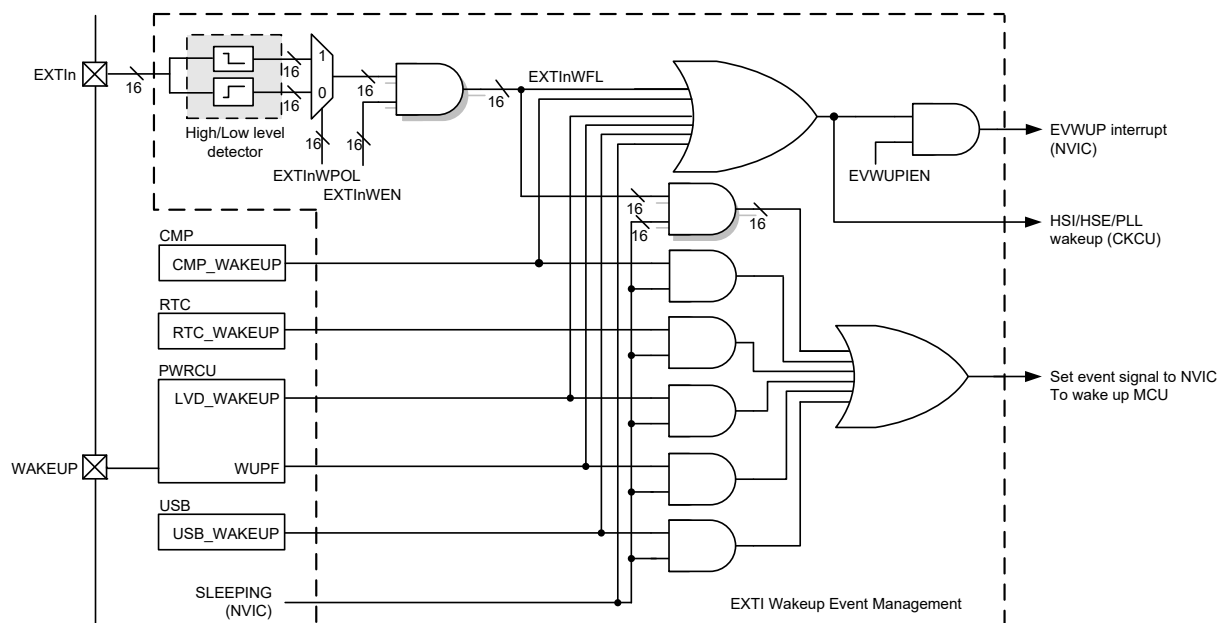 EXTIn
16
16
16
1
0
High/Low level
detector
16
EXTInWPOL
16
16
EXTInWEN
16
EXTInWFL
EVWUPIEN
EVWUP interrupt
(NVIC)
16
16
16
HSI/HSE/PLL
wakeup (CKCU)
CMP
CMP_WAKEUP
RTC
RTC_WAKEUP
PWRCU
LVD_WAKEUP
Set event signal to NVIC
To wake up MCU
WAKEUP
WUPF
USB
USB_WAKEUP
SLEEPING
(NVIC)
EXTI Wakeup Event Management